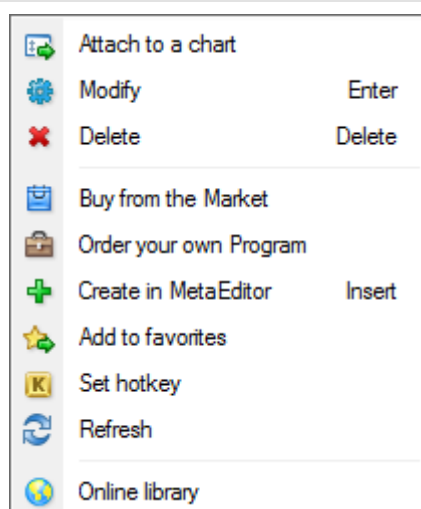 Attach to a chart
Modify Enter
Delete Delete
Buy from the Market
Order your own Program
Create in MetaEditor Insert
Add to favorites
K Set hotkey
Refresh
Online library